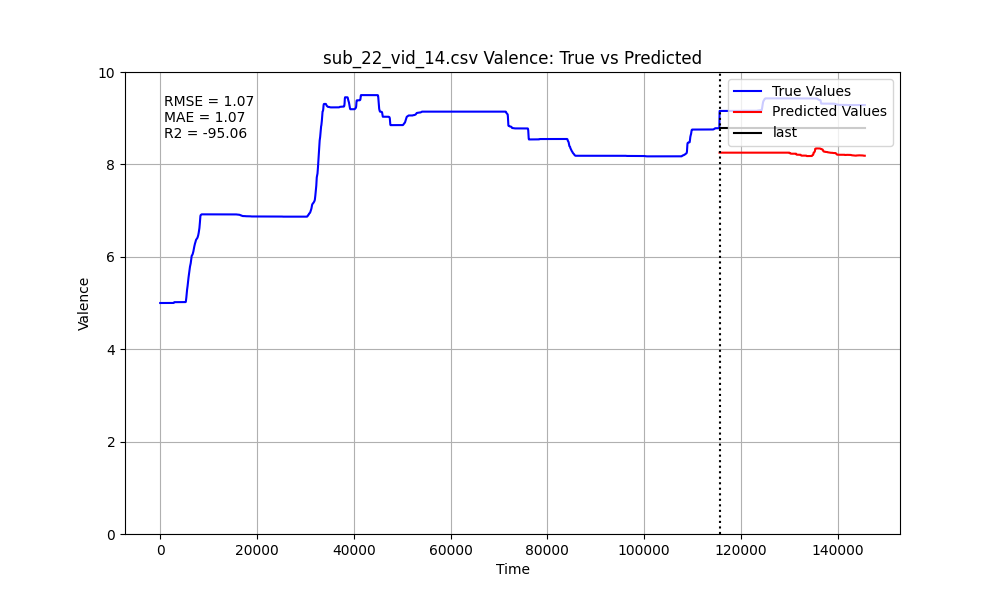 sub_22_vid_14.csv Valence: True vs Predicted
10
8
6
4
2
0
Valence
RMSE = 1.07
MAE = 1.07
R2 = -95.06
True Values
Predicted Values
last
0 20000 40000 60000 80000 100000 120000 140000
Time